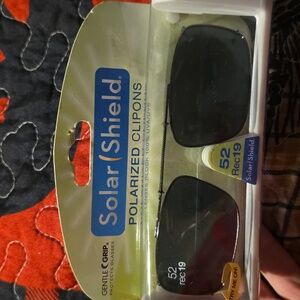 Solar Shield®
POLARIZED CLIPONS
GENTLE GRIP
52
Rec 19
Solar Shield
52
rec 19